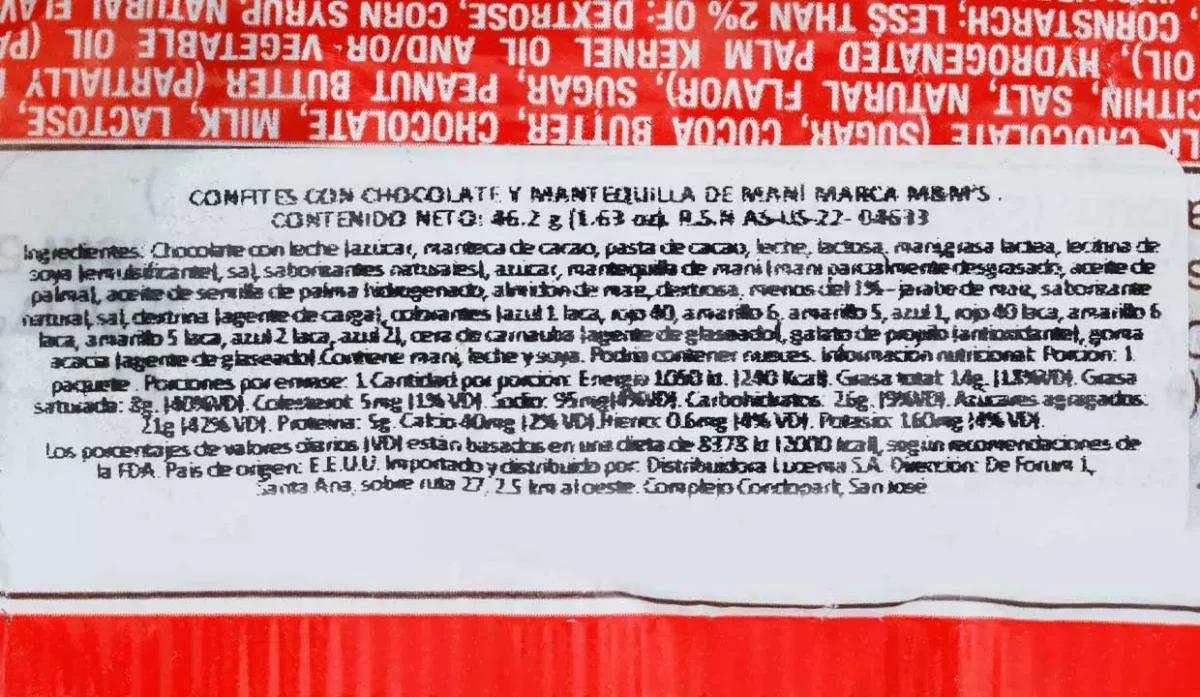 CORNSTARCH; LESS THAN 2% OF: DEXTROSE, CORN SYRUP, NATURAL FLAV
OIL), HYDROGENATED PALM KERNEL OIL AND/OR VEGETABLE OIL (PA
CITHIN, SALT, NATURAL FLAVOR), SUGAR, PEANUT BUTTER (PARTIALLY
LK CHOCOLATE (SUGAR, COCOA BUTTER, CHOCOLATE, MILK, LACTOSE,
CONFITES CON CHOCOLATE Y MANTEQUILLA DE MANÍ MARCA M&M'S.
CONTENIDO NETO: 46.2 g (1.63 oz). R.S.N AS-US-22-
Ingredientes: Chocolate con leche (azúcar, manteca de cacao, pasta de cacao, leche, lactosa, maní, grasa láctea, lecitina de
soya (emulsificante), sal, saborizantes naturales), azúcar, mantequilla de maní (maní parcialmente desgrasado, aceite de
palma), aceite de semilla de palma hidrogenado, almidón de maíz, dextrosa, menos del 1% - jarabe de maíz, saborizante
natural, sal, dextrina (agente de carga), colorantes (azul 1 laca, rojo 40, amarillo 6, amarillo 5, azul 1, rojo 40 laca, amarillo 6
laca, amarillo 5 laca, azul 2 laca, azul 2), cera de carnauba (agente de glaseado), galato de propilo (antioxidante), goma
acacia (agente de glaseado). Contiene maní, leche y soya. Podría contener nueces. Información nutricional: Porción: 1
paquete. Porciones por envase: 1 Cantidad por porción: Energía (240 Kcal). Grasa total: 14g. (18%VD). Grasa
saturada: 8g. (40%VD). Colesterol: 5mg (1% VD). Sodio: 95mg(4%VD). Carbohidratos: 26g. (9%VD). Azúcares agregados:
21g (42% VD). Proteína: 5g. Calcio 40mg (2% VD). Hierro: 0.6mg (4% VD). Potasio: 160mg (4% VD).
Los porcentajes de valores diarios (VD) están basados en una dieta de 8378 kJ (2000 kcal), según recomendaciones de
la FDA. País de origen: E.E.U.U. Importado y distribuido por: Distribuidora Lucema S.A. Dirección: De Forum 1,
Santa Ana, sobre ruta 27, 2.5 km al oeste. Complejo Condopark, San José